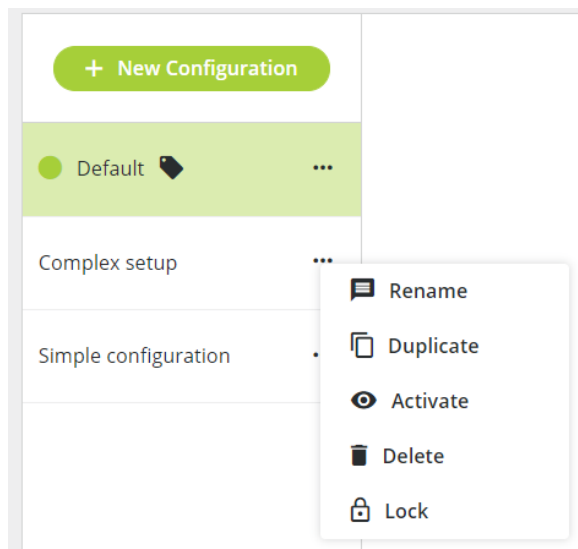 + New Configuration
Default
Complex setup
Simple configuration
Rename
Duplicate
Activate
Delete
Lock